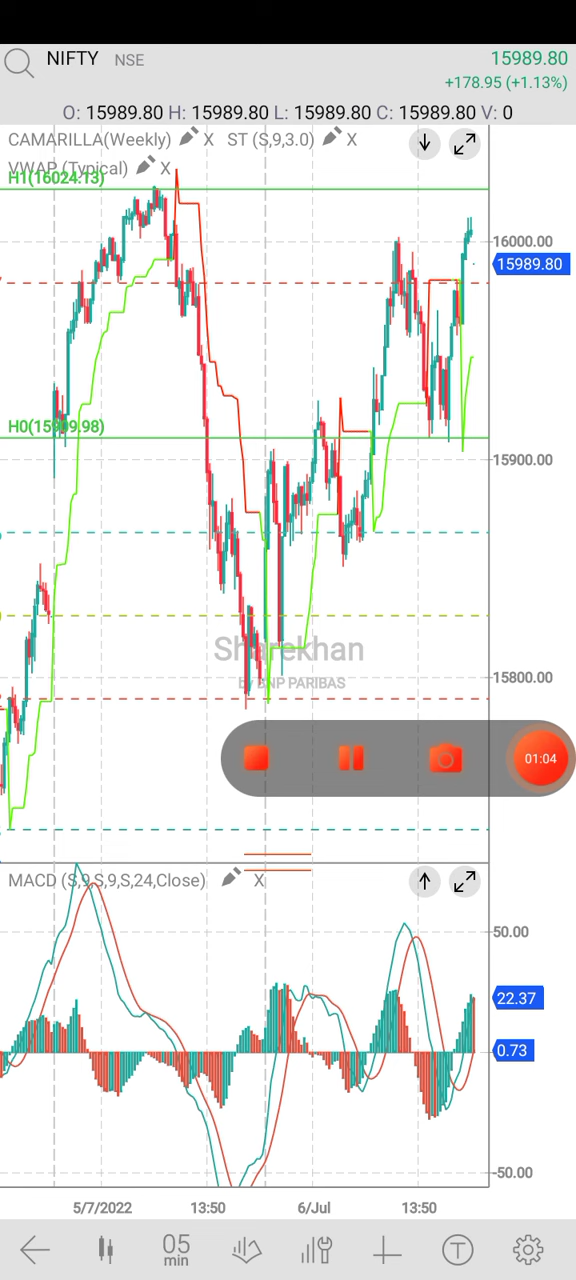 NIFTY NSE
15989.80
+178.95 (+1.13%)
O: 15989.80 H: 15989.80 L: 15989.80 C: 15989.80 V: 0
CAMARILLA(Weekly) X ST (S,9,3.0) X
VWAP (Typical) X
H1(16024.13)
16000.00
15989.80
H0(15909.98)
15900.00
Sharekhan
by BNP PARIBAS
15800.00
01:04
MACD (S,9,S,9,S,24,Close) X
50.00
22.37
0.73
-50.00
5/7/2022 13:50 6/Jul 13:50
05
min
T